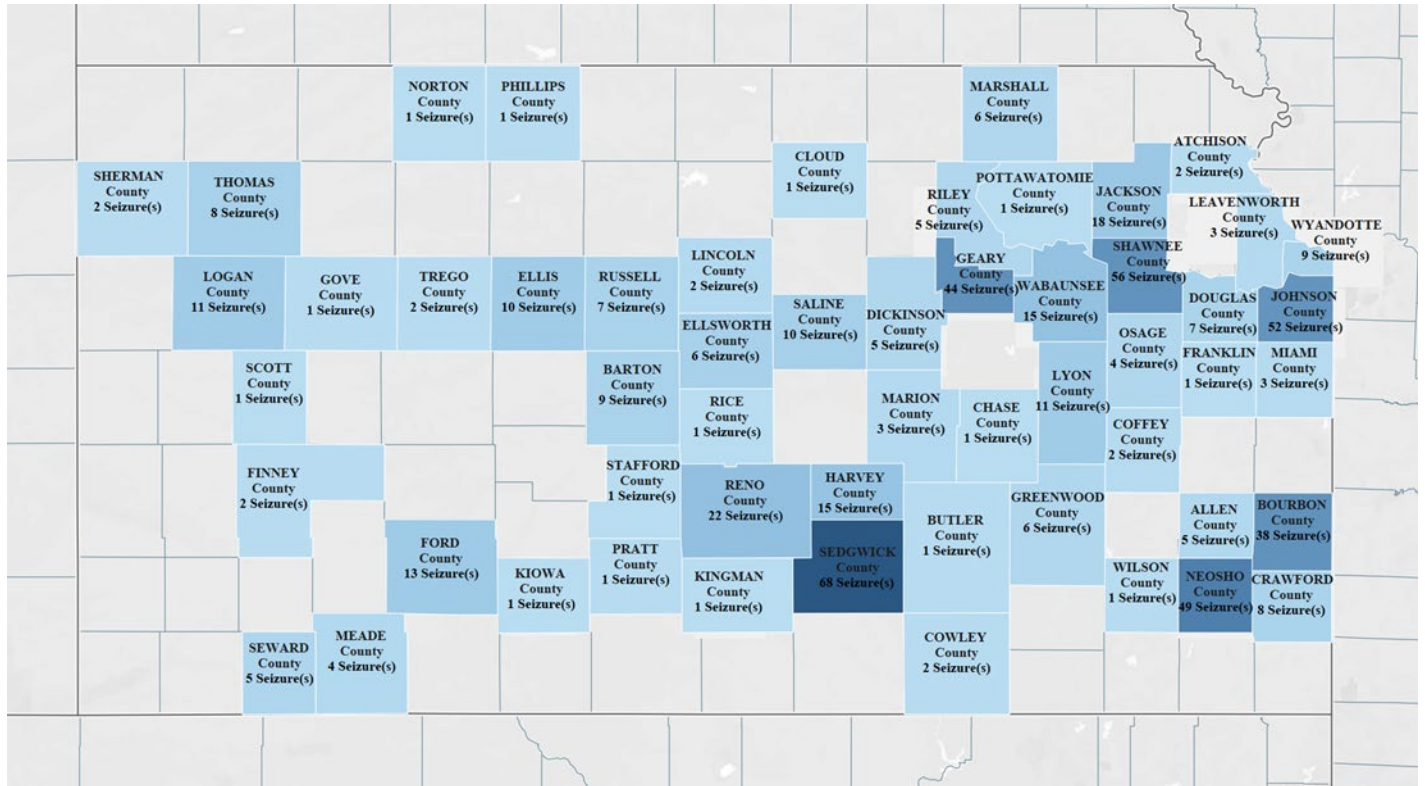 NORTON
County
1 Seizure(s)
PHILLIPS
County
1 Seizure(s)
MARSHALL
County
6 Seizure(s)
ATCHISON
County
2 Seizure(s)
CLOUD
County
1 Seizure(s)
SHERMAN
County
2 Seizure(s)
THOMAS
County
8 Seizure(s)
RILEY
County
5 Seizure(s)
POTTAWATOMIE
County
1 Seizure(s)
JACKSON
County
18 Seizure(s)
LEAVENWORTH
County
3 Seizure(s)
WYANDOTTE
County
9 Seizure(s)
LOGAN
County
11 Seizure(s)
GOVE
County
1 Seizure(s)
TREGO
County
2 Seizure(s)
ELLIS
County
10 Seizure(s)
RUSSELL
County
7 Seizure(s)
LINCOLN
County
2 Seizure(s)
SALINE
County
10 Seizure(s)
DICKINSON
County
5 Seizure(s)
GEARY
County
44 Seizure(s)
WABAUNSEE
County
15 Seizure(s)
SHAWNEE
County
56 Seizure(s)
DOUGLAS
County
7 Seizure(s)
JOHNSON
County
52 Seizure(s)
ELLSWORTH
County
6 Seizure(s)
OSAGE
County
4 Seizure(s)
FRANKLIN
County
1 Seizure(s)
MIAMI
County
3 Seizure(s)
SCOTT
County
1 Seizure(s)
BARTON
County
9 Seizure(s)
RICE
County
1 Seizure(s)
MARION
County
3 Seizure(s)
CHASE
County
1 Seizure(s)
LYON
County
11 Seizure(s)
COFFEY
County
2 Seizure(s)
FINNEY
County
2 Seizure(s)
STAFFORD
County
1 Seizure(s)
RENO
County
22 Seizure(s)
HARVEY
County
15 Seizure(s)
BUTLER
County
1 Seizure(s)
GREENWOOD
County
6 Seizure(s)
ALLEN
County
5 Seizure(s)
BOURBON
County
38 Seizure(s)
FORD
County
13 Seizure(s)
KIOWA
County
1 Seizure(s)
PRATT
County
1 Seizure(s)
KINGMAN
County
1 Seizure(s)
SEDGWICK
County
68 Seizure(s)
WILSON
County
1 Seizure(s)
NEOSHO
County
49 Seizure(s)
CRAWFORD
County
8 Seizure(s)
SEWARD
County
5 Seizure(s)
MEADE
County
4 Seizure(s)
COWLEY
County
2 Seizure(s)